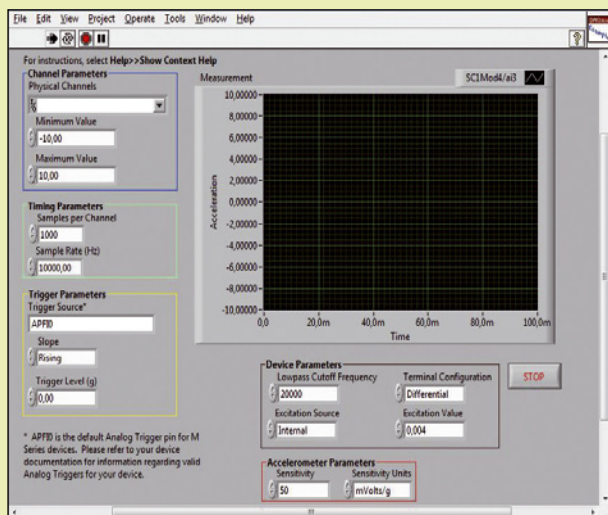 File Edit View Project Operate Tools Window Help
For instructions, select Help>>Show Context Help
Channel Parameters
Physical Channels
Minimum Value
-10,00
Maximum Value
10,00
Timing Parameters
Samples per Channel
1000
Sample Rate (Hz)
10000,00
Trigger Parameters
Trigger Source*
APFI0
Slope
Rising
Trigger Level (g)
0,00
* APFI0 is the default Analog Trigger pin for M
Series devices. Please refer to your device
documentation for information regarding valid
Analog Triggers for your device.
Measurement
SC1Mod4/ai3
Acceleration
10,00000
8,00000
6,00000
4,00000
2,00000
0,00000
-2,00000
-4,00000
-6,00000
-8,00000
-10,00000
0,0 20,0m 40,0m 60,0m 80,0m 100,0m
Time
Device Parameters
Lowpass Cutoff Frequency Terminal Configuration
20000 Differential
Excitation Source Excitation Value
Internal 0,004
STOP
Accelerometer Parameters
Sensitivity Sensitivity Units
50 mVolts/g